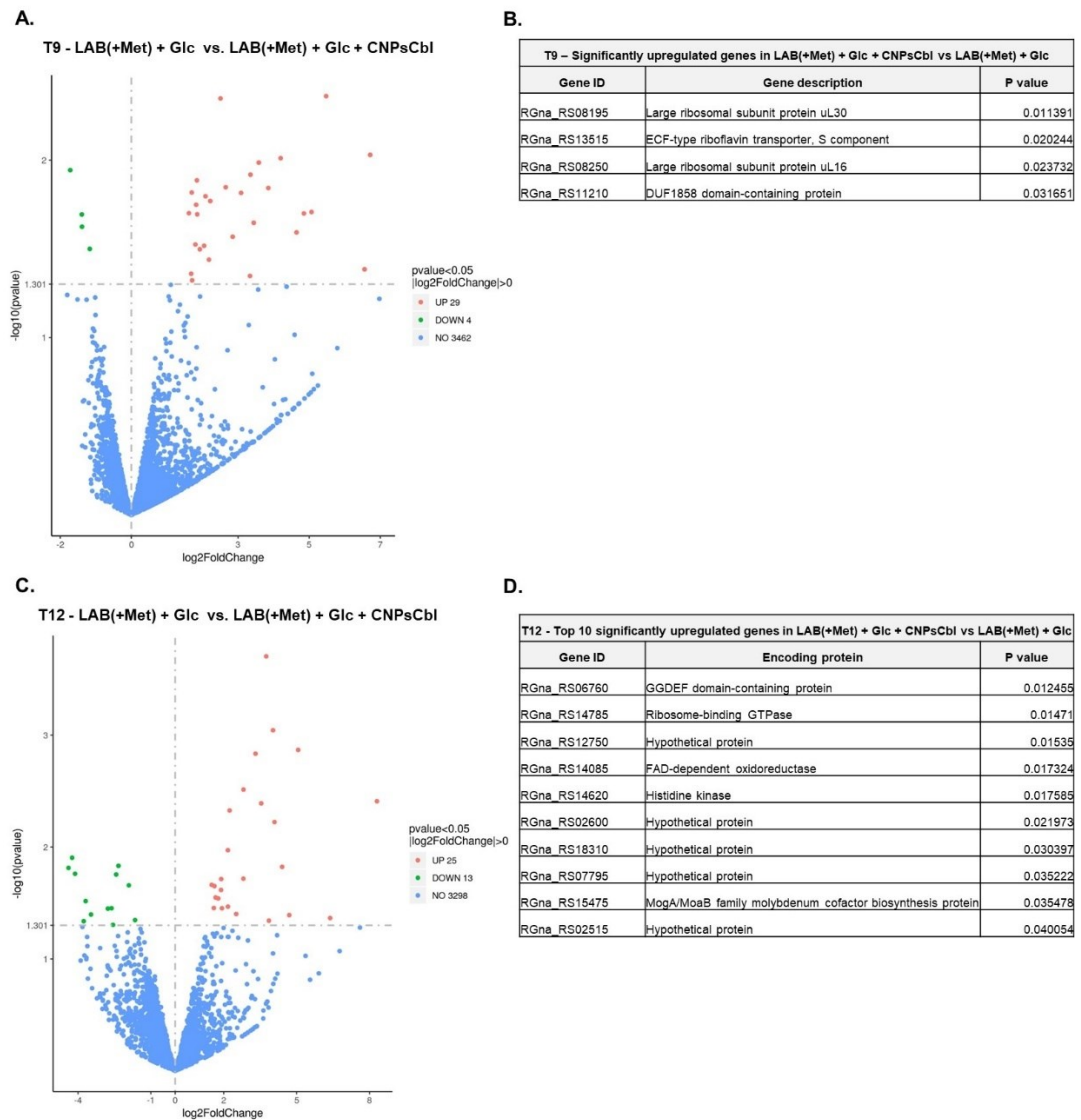 A.
T9 - LAB(+Met) + Glc vs. LAB(+Met) + Glc + CNPsCbl
2
1.301
1
-log10(pvalue)
-2 0 3 5 7
log2FoldChange
pvalue<0.05
|log2FoldChange|>0
UP 29
DOWN 4
NO 3462
B.
T9 – Significantly upregulated genes in LAB(+Met) + Glc + CNPsCbl vs LAB(+Met) + Glc
Gene ID Gene description P value
RGna_RS08195 Large ribosomal subunit protein uL30 0.011391
RGna_RS13515 ECF-type riboflavin transporter, S component 0.020244
RGna_RS08250 Large ribosomal subunit protein uL16 0.023732
RGna_RS11210 DUF1858 domain-containing protein 0.031651
C.
T12 - LAB(+Met) + Glc vs. LAB(+Met) + Glc + CNPsCbl
3
2
1.301
1
-log10(pvalue)
-4 -1 0 2 5 8
log2FoldChange
pvalue<0.05
|log2FoldChange|>0
UP 25
DOWN 13
NO 3298
D.
T12 - Top 10 significantly upregulated genes in LAB(+Met) + Glc + CNPsCbl vs LAB(+Met) + Glc
Gene ID Encoding protein P value
RGna_RS06760 GGDEF domain-containing protein 0.012455
RGna_RS14785 Ribosome-binding GTPase 0.01471
RGna_RS12750 Hypothetical protein 0.01535
RGna_RS14085 FAD-dependent oxidoreductase 0.017324
RGna_RS14620 Histidine kinase 0.017585
RGna_RS02600 Hypothetical protein 0.021973
RGna_RS18310 Hypothetical protein 0.030397
RGna_RS07795 Hypothetical protein 0.035222
RGna_RS15475 MogA/MoaB family molybdenum cofactor biosynthesis protein 0.035478
RGna_RS02515 Hypothetical protein 0.040054